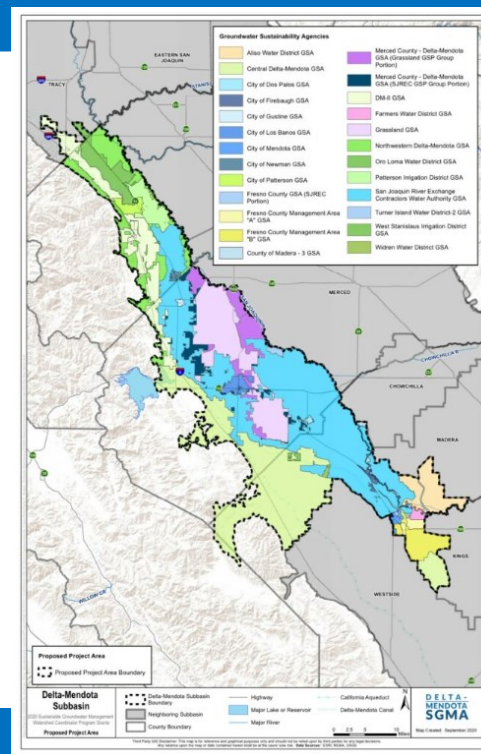 Groundwater Sustainability Agencies
Aliso Water District GSA
Central Delta-Mendota GSA
City of Dos Palos GSA
City of Firebaugh GSA
City of Gustine GSA
City of Los Banos GSA
City of Mendota GSA
City of Newman GSA
City of Patterson GSA
Fresno County GSA (SJREC
Portion)
Fresno County Management Area
"A" GSA
Fresno County Management Area
"B" GSA
County of Madera - 3 GSA
Merced County - Delta-Mendota
GSA (Grassland GSP Group
Portion)
Merced County - Delta-Mendota
GSA (SJREC GSP Group Portion)
DM-II GSA
Farmers Water District GSA
Grassland GSA
Northwestern Delta-Mendota GSA
Oro Loma Water District GSA
Patterson Irrigation District GSA
San Joaquin River Exchange
Contractors Water Authority GSA
Turner Island Water District-2 GSA
West Stanislaus Irrigation District
GSA
Widren Water District GSA
EASTERN SAN
JOAQUIN
TRACY
MERCED
CHOWCHILLA
MADERA
KINGS
WESTSIDE
Proposed Project Area
Proposed Project Area Boundary
Delta-Mendota
Subbasin
2020 Sustainable Groundwater Management
Watershed Coordinator Program Grants
Proposed Project Area
Delta-Mendota Subbasin
Boundary
Neighboring Subbasin
County Boundary
Highway
Major Lake or Reservoir
Major River
California Aqueduct
Delta-Mendota Canal
DELTA-
MENDOTA
SGMA
Map Created: September 2020